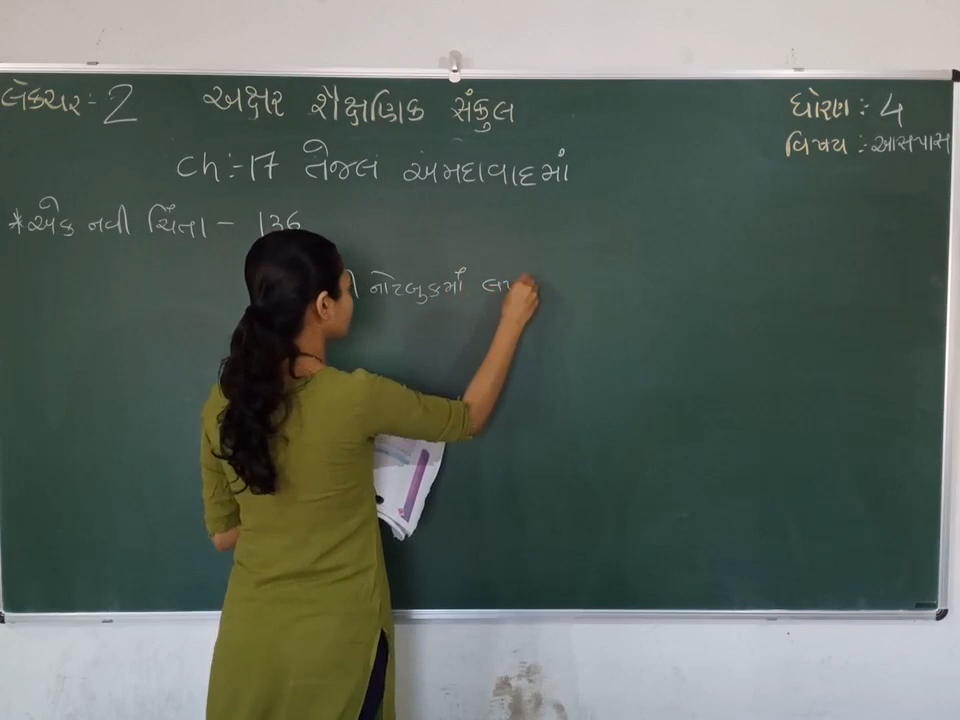 લેક્ચર:- 2 અક્ષર શૈક્ષણિક સંકુલ ધોરણ :- 4
વિષય :- આસપાસ
Ch:-17 તેજલ અમદાવાદમાં
*એક નવી ચિંતા - 136
નોટબુકમાં